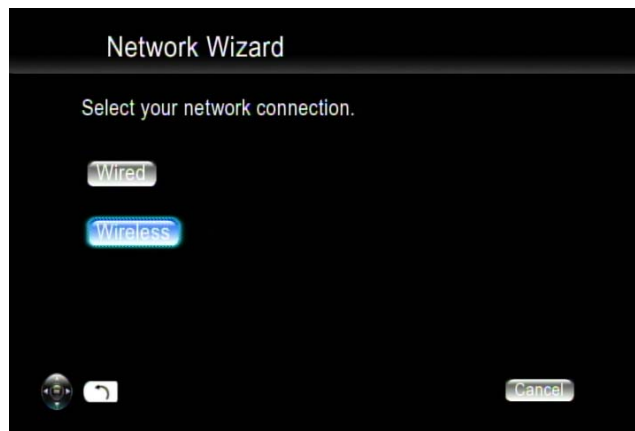 Network Wizard
Select your network connection.
Wired
Wireless
Cancel